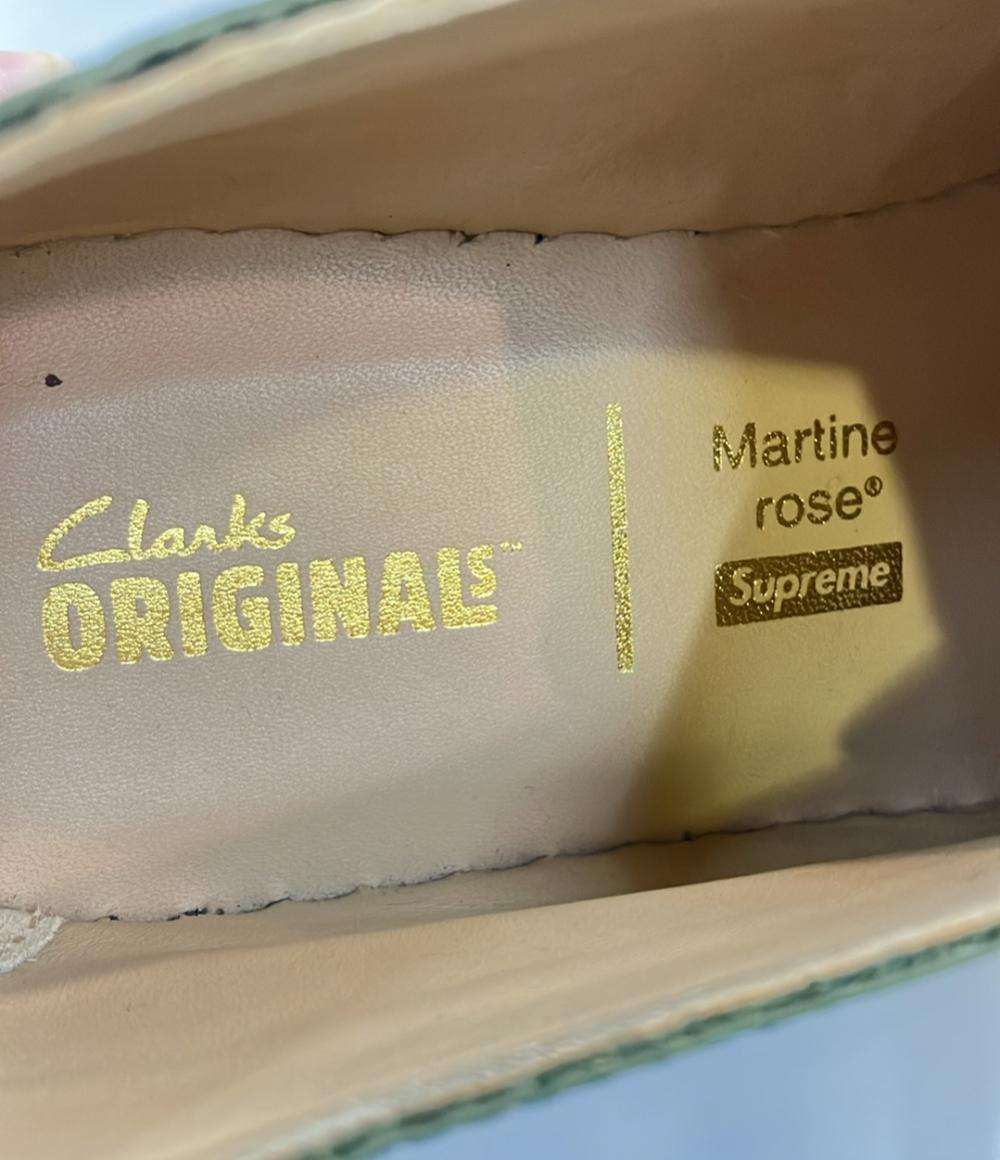 Clarks
ORIGINALS™
Martine
rose®
Supreme